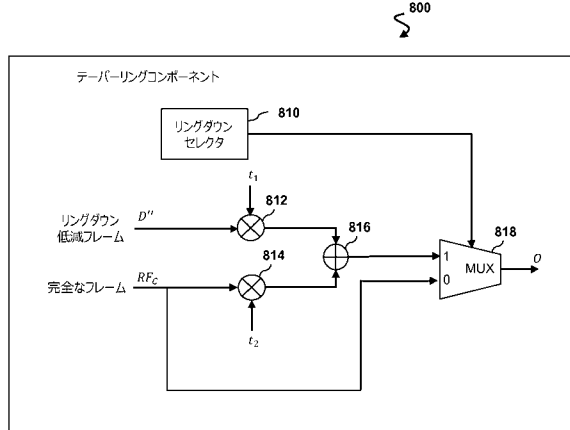 800
テーパーリングコンポーネント
リングダウン
セレクタ
810
t₁
812
リングダウン
低減フレーム
D''
816
814
818
1
MUX
0
O
完全なフレーム
RF_C
t₂